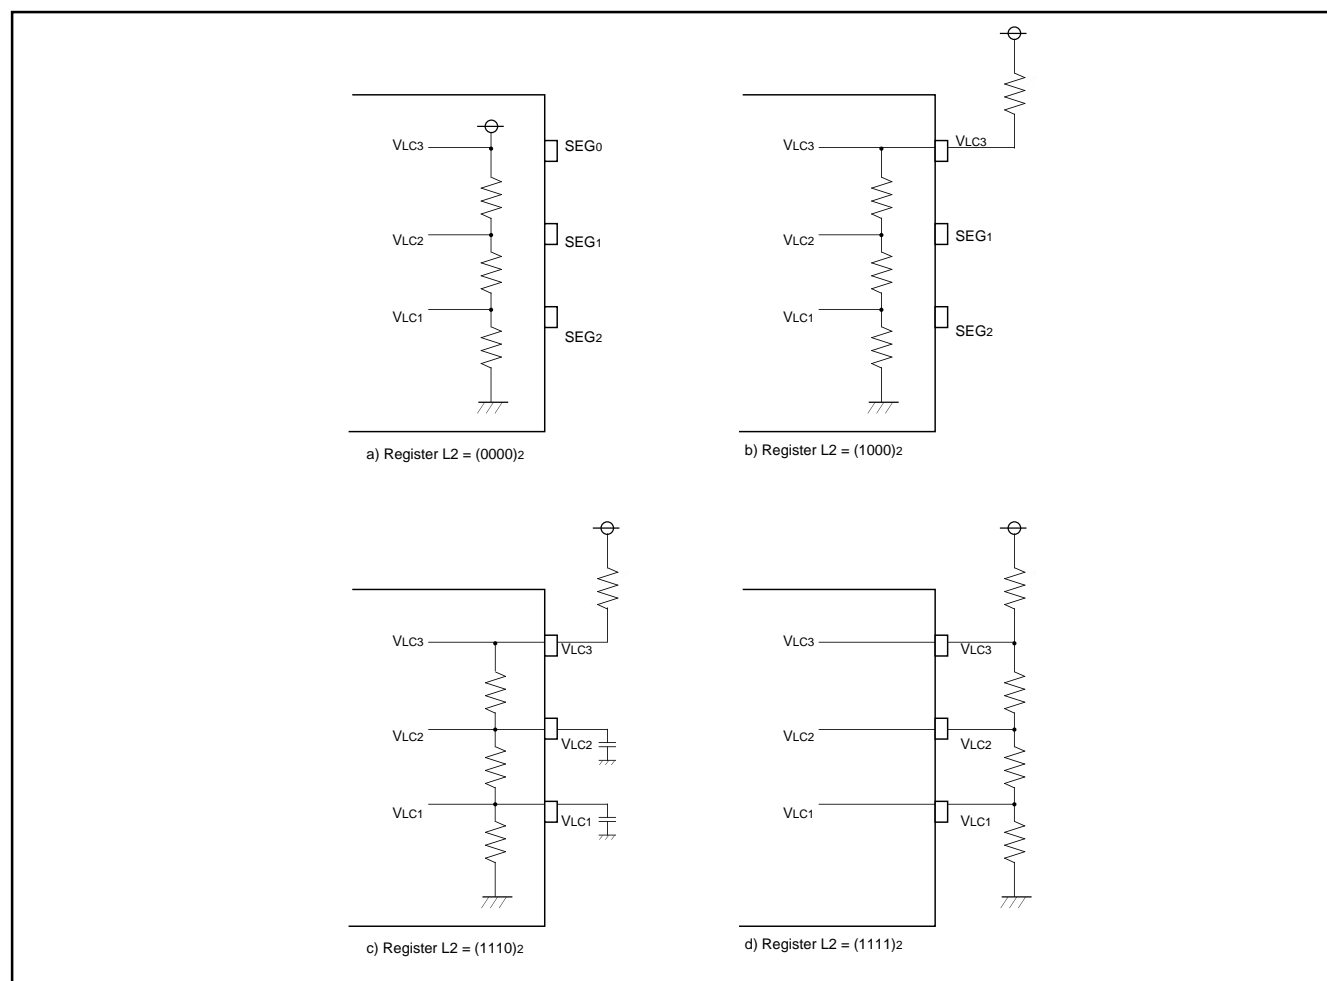 VLC3
SEG0
VLC2
SEG1
VLC1
SEG2
a) Register L2 = (0000)2
VLC3
VLC3
VLC2
SEG1
VLC1
SEG2
b) Register L2 = (1000)2
VLC3
VLC3
VLC2
VLC2
VLC1
VLC1
c) Register L2 = (1110)2
VLC3
VLC3
VLC2
VLC2
VLC1
VLC1
d) Register L2 = (1111)2